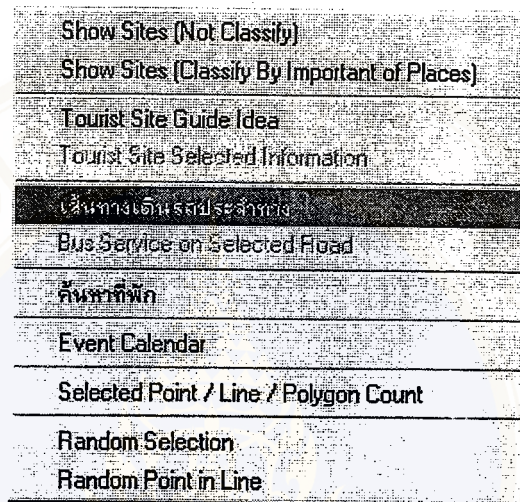 Show Sites (Not Classify)
Show Sites (Classify By Important of Places)
Tourist Site Guide Idea
Tourist Site Selected Information
เส้นทางเดินรถประจำทาง
Bus Service on Selected Road
ค้นหาที่พัก
Event Calendar
Selected Point / Line / Polygon Count
Random Selection
Random Point in Line